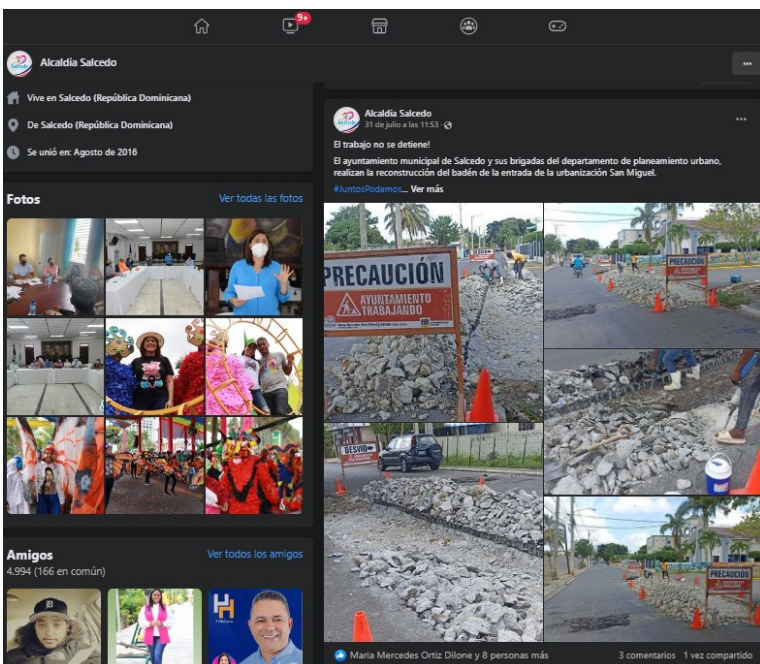 9+
Alcaldia Salcedo
Vive en Salcedo (República Dominicana)
De Salcedo (República Dominicana)
Se unió en: Agosto de 2016
Fotos
Ver todas las fotos
Amigos
Ver todos los amigos
4.994 (166 en común)
Alcaldia Salcedo
31 de julio a las 11:53
El trabajo no se detiene!
El ayuntamiento municipal de Salcedo y sus brigadas del departamento de planeamiento urbano,
realizan la reconstrucción del badén de la entrada de la urbanización San Miguel.
#JuntosPodemos... Ver más
PRECAUCIÓN
AYUNTAMIENTO
TRABAJANDO
PRECAUCIÓN
DESVIO
PRECAUCIÓN
Maria Mercedes Ortiz Dilone y 8 personas más
3 comentarios 1 vez compartido